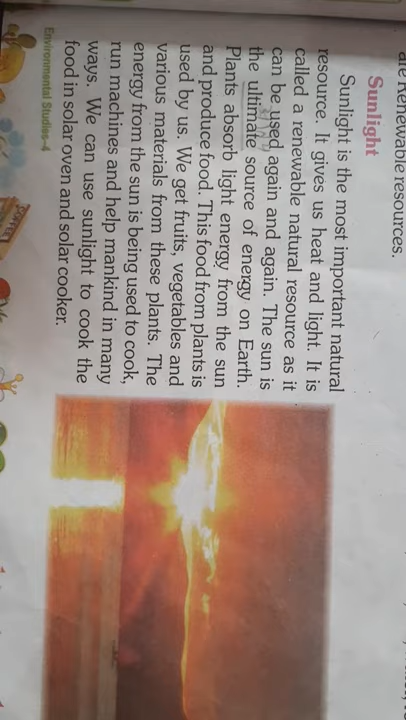 are Renewable resources.
Sunlight
Sunlight is the most important natural
resource. It gives us heat and light. It is
called a renewable natural resource as it
can be used again and again. The sun is
the ultimate source of energy on Earth.
Plants absorb light energy from the sun
and produce food. This food from plants is
used by us. We get fruits, vegetables and
various materials from these plants. The
energy from the sun is being used to cook,
run machines and help mankind in many
ways. We can use sunlight to cook the
food in solar oven and solar cooker.
Environmental Studies-4